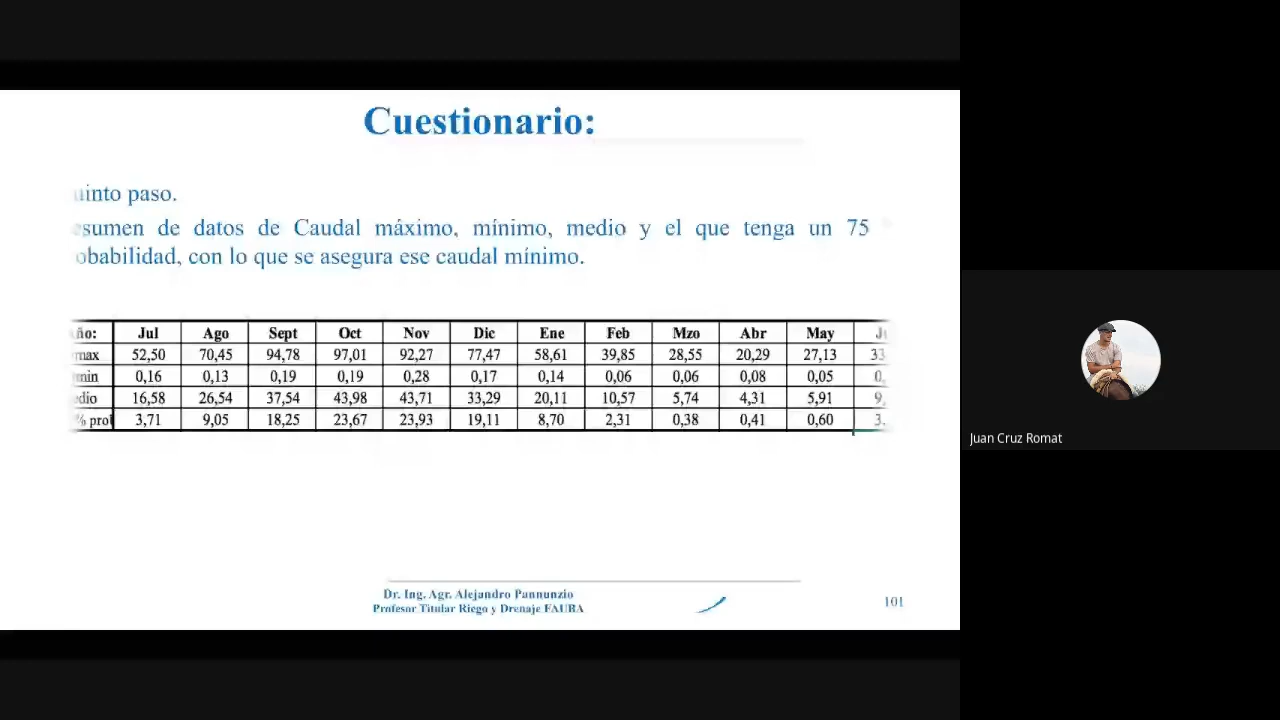 Cuestionario:
uinto paso.
esumen de datos de Caudal máximo, mínimo, medio y el que tenga un 75
obabilidad, con lo que se asegura ese caudal mínimo.
ño: Jul Ago Sept Oct Nov Dic Ene Feb Mzo Abr May
max 52,50 70,45 94,78 97,01 92,27 77,47 58,61 39,85 28,55 20,29 27,13 33
min 0,16 0,13 0,19 0,19 0,28 0,17 0,14 0,06 0,06 0,08 0,05 0,
dio 16,58 26,54 37,54 43,98 43,71 33,29 20,11 10,57 5,74 4,31 5,91 9,
% prol 3,71 9,05 18,25 23,67 23,93 19,11 8,70 2,31 0,38 0,41 0,60 3.
Dr. Ing. Agr. Alejandro Pannunzio
Profesor Titular Riego y Drenaje FAUBA
101
Juan Cruz Romat